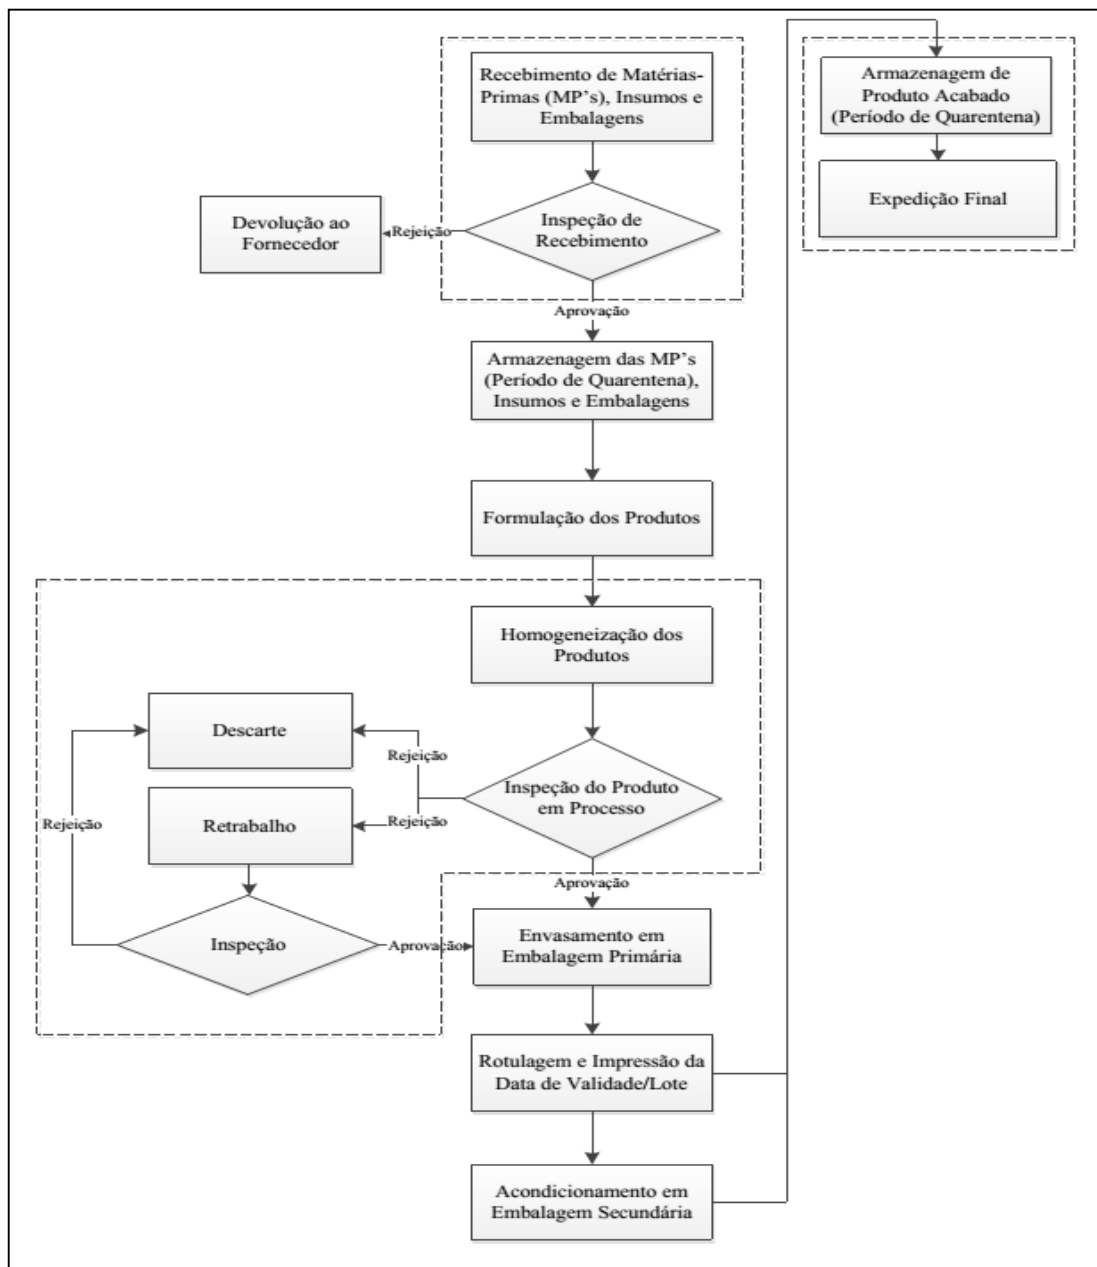 Recebimento de Matérias-
Primas (MP's), Insumos e
Embalagens
Inspeção de
Recebimento
Rejeição
Devolução ao
Fornecedor
Aprovação
Armazenagem das MP's
(Período de Quarentena),
Insumos e Embalagens
Formulação dos Produtos
Homogeneização dos
Produtos
Inspeção do Produto
em Processo
Rejeição
Descarte
Rejeição
Retrabalho
Rejeição
Inspeção
Aprovação
Aprovação
Envasamento em
Embalagem Primária
Rotulagem e Impressão da
Data de Validade/Lote
Acondicionamento em
Embalagem Secundária
Armazenagem de
Produto Acabado
(Período de Quarentena)
Expedição Final